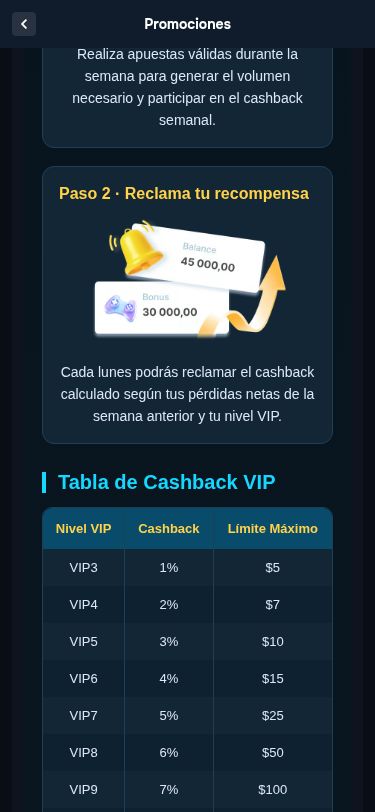 Promociones
Realiza apuestas válidas durante la
semana para generar el volumen
necesario y participar en el cashback
semanal.
Paso 2 · Reclama tu recompensa
Balance
45 000,00
Bonus
30 000,00
Cada lunes podrás reclamar el cashback
calculado según tus pérdidas netas de la
semana anterior y tu nivel VIP.
Tabla de Cashback VIP
Nivel VIP Cashback Límite Máximo
VIP3 1% $5
VIP4 2% $7
VIP5 3% $10
VIP6 4% $15
VIP7 5% $25
VIP8 6% $50
VIP9 7% $100